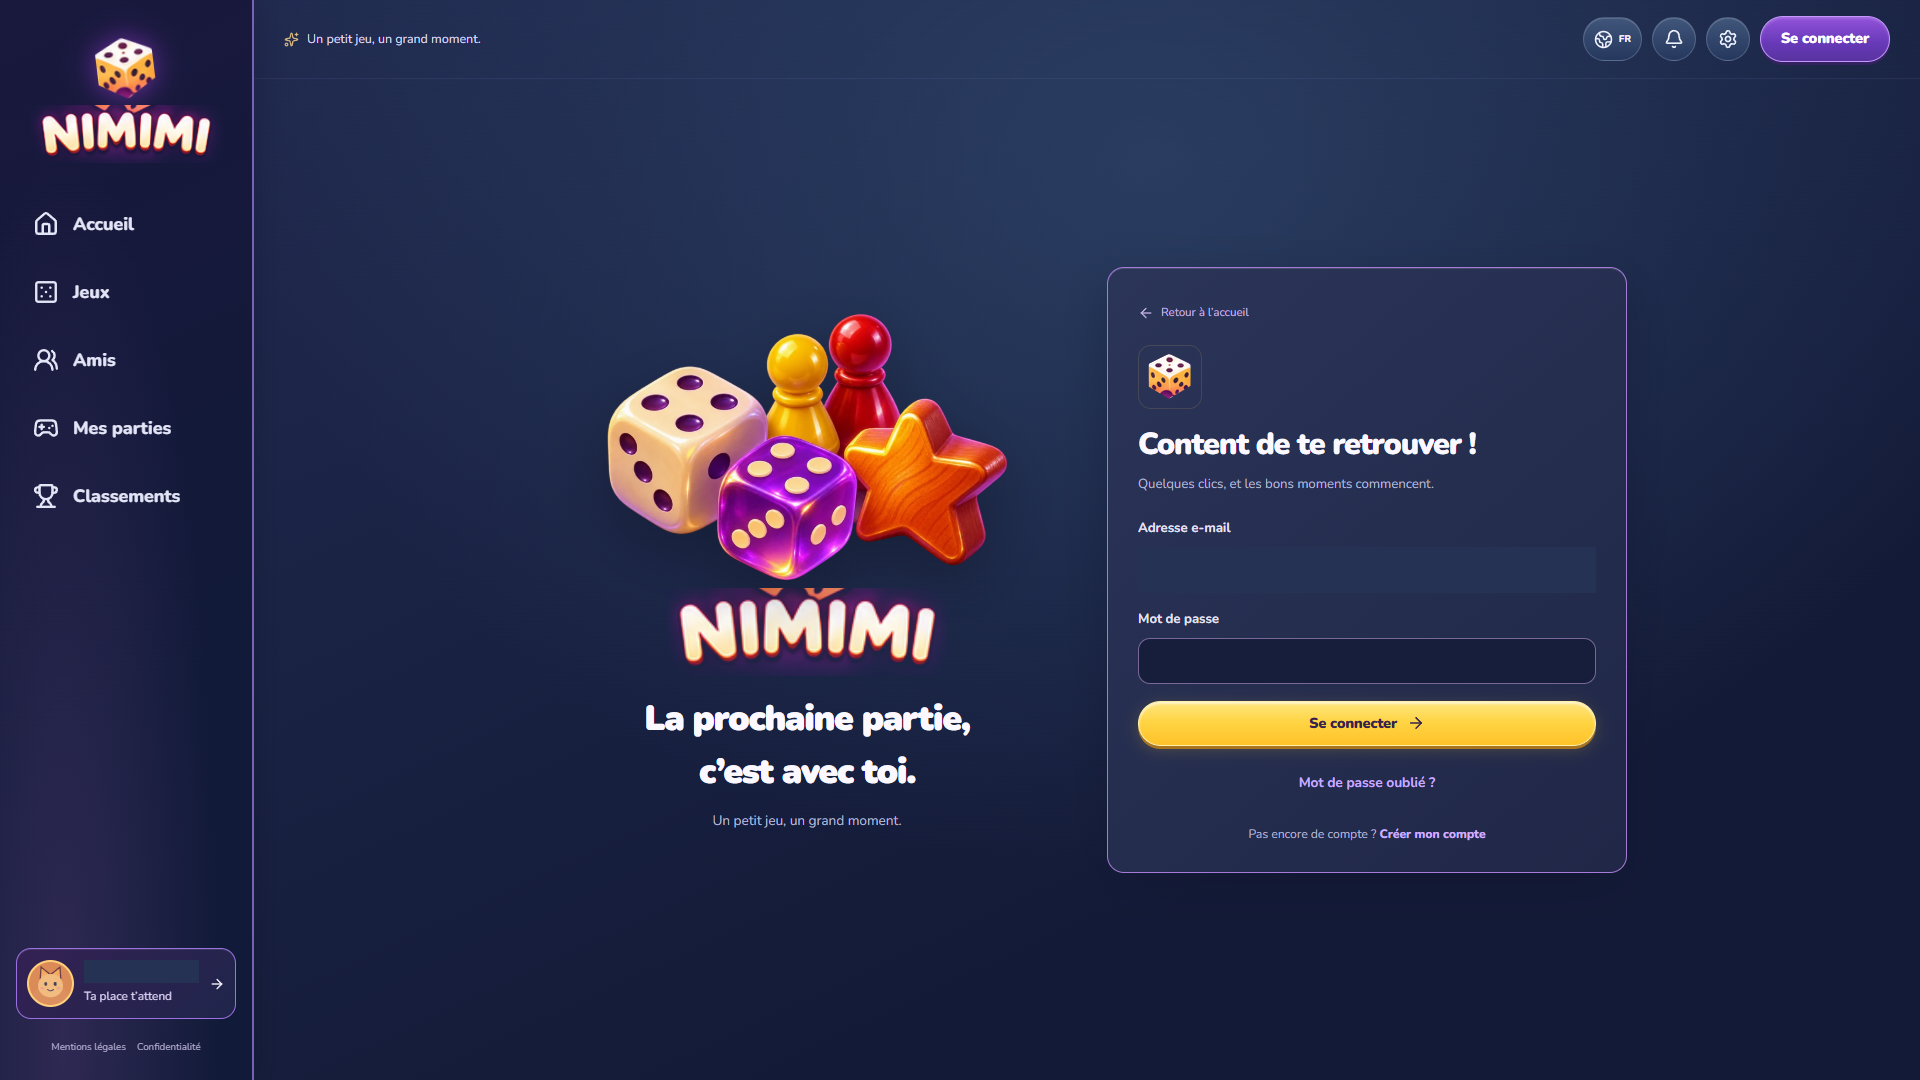 NIMIMI
Accueil
Jeux
Amis
Mes parties
Classements
Ta place t'attend
Mentions légales Confidentialité
Un petit jeu, un grand moment.
FR
Se connecter
NIMIMI
La prochaine partie,
c’est avec toi.
Un petit jeu, un grand moment.
Retour à l’accueil
Content de te retrouver !
Quelques clics, et les bons moments commencent.
Adresse e-mail
Mot de passe
Se connecter
Mot de passe oublié ?
Pas encore de compte ? Créer mon compte